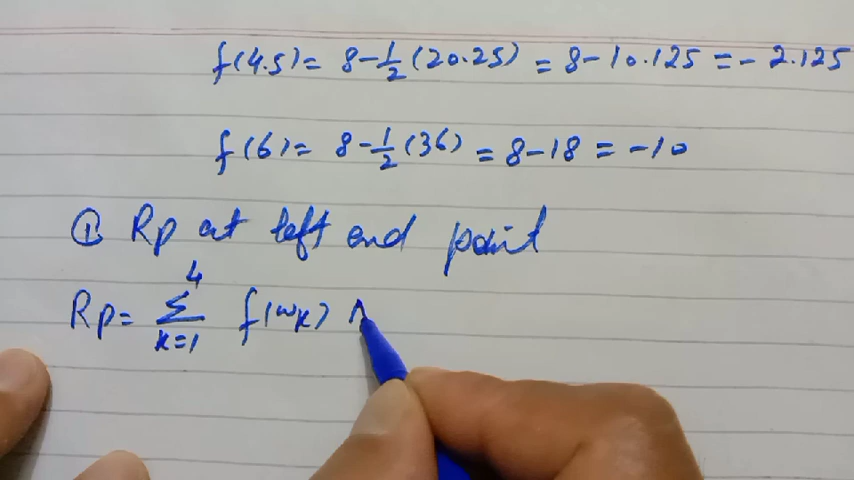 f(4.5) = 8 - 1/2 (20.25) = 8 - 10.125 = - 2.125
f(6) = 8 - 1/2 (36) = 8 - 18 = -10
① Rp at left end point
Rp = Σ_{k=1}^{4} f(wk)